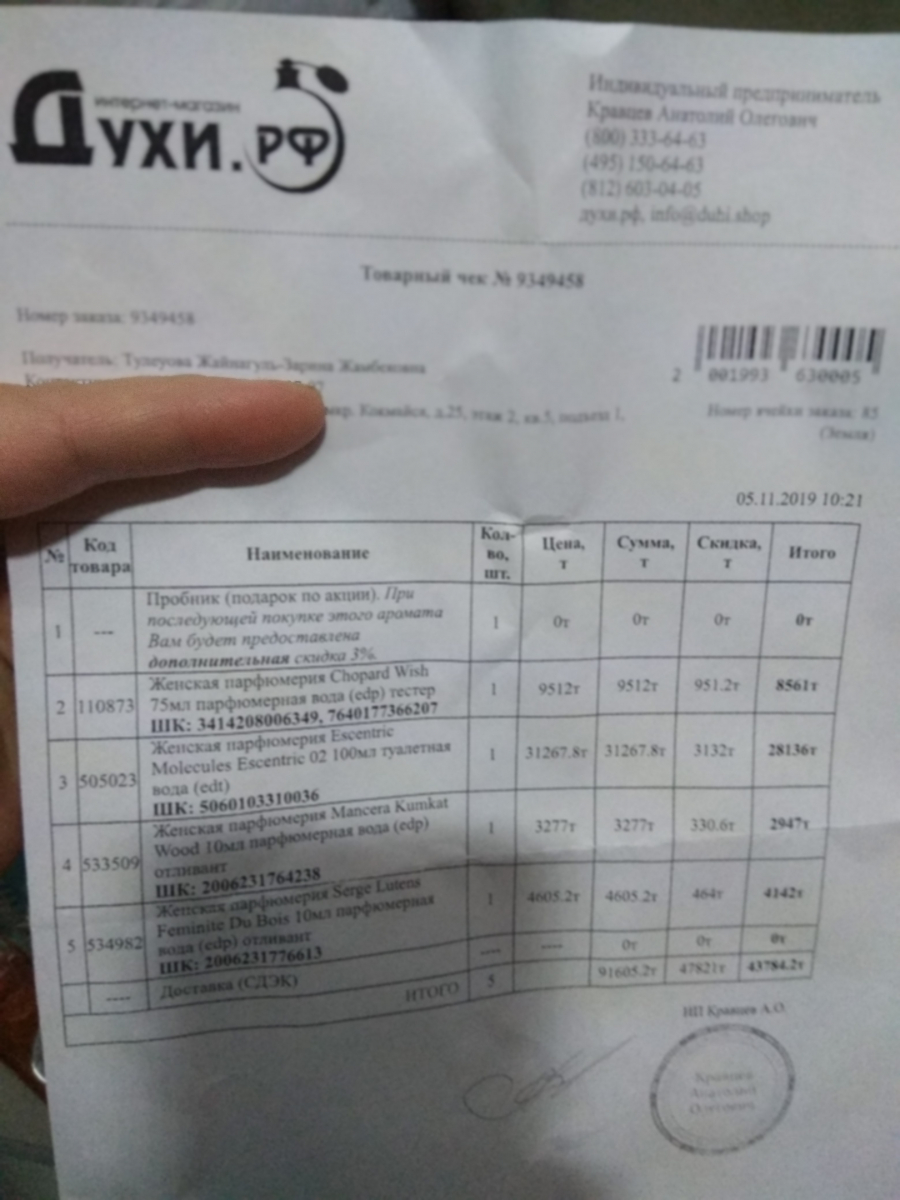 интернет-магазин
Духи.рф
Индивидуальный предприниматель
Кравцев Анатолий Олегович
(800) 333-64-63
(495) 150-64-63
(812) 603-04-05
духи.рф, info@duhi.shop
Товарный чек № 9349458
Номер заказа: 9349458
Получатель: Тулеуова Жайнагуль-Зарина Жамбековна
мкр. Кокмайса, д.25, этаж 2, кв.5, подъезд 1,
2 001993 630005
Номер ячейки заказа: 85
(Земля)
05.11.2019 10:21
№ Код товара Наименование Кол-во, шт. Цена, т Сумма, т Скидка, т Итого
1 --- Пробник (подарок по акции). При 1 0т 0т 0т 0т
последующей покупке этого аромата
Вам будет предоставлена
дополнительная скидка 3%.
2 110873 Женская парфюмерия Chopard Wish 1 9512т 9512т 951.2т 8561т
75мл парфюмерная вода (edp) тестер
ШК: 3414208006349, 7640177366207
3 505023 Женская парфюмерия Escentric 1 31267.8т 31267.8т 3132т 28136т
Molecules Escentric 02 100мл туалетная
вода (edt)
ШК: 5060103310036
4 533509 Женская парфюмерия Mancera Kumkat 1 3277т 3277т 330.6т 2947т
Wood 10мл парфюмерная вода (edp)
отливант
ШК: 2006231764238
5 534982 Женская парфюмерия Serge Lutens 1 4605.2т 4605.2т 464т 4142т
Feminite Du Bois 10мл парфюмерная
вода (edp) отливант
ШК: 2006231776613
---- Доставка (СДЭК) ---- ---- 0т 0т 0т
ИТОГО 5 91605.2т 47821т 43784.2т
ИП Кравцев А.О.
Кравцев
Анатолий
Олегович